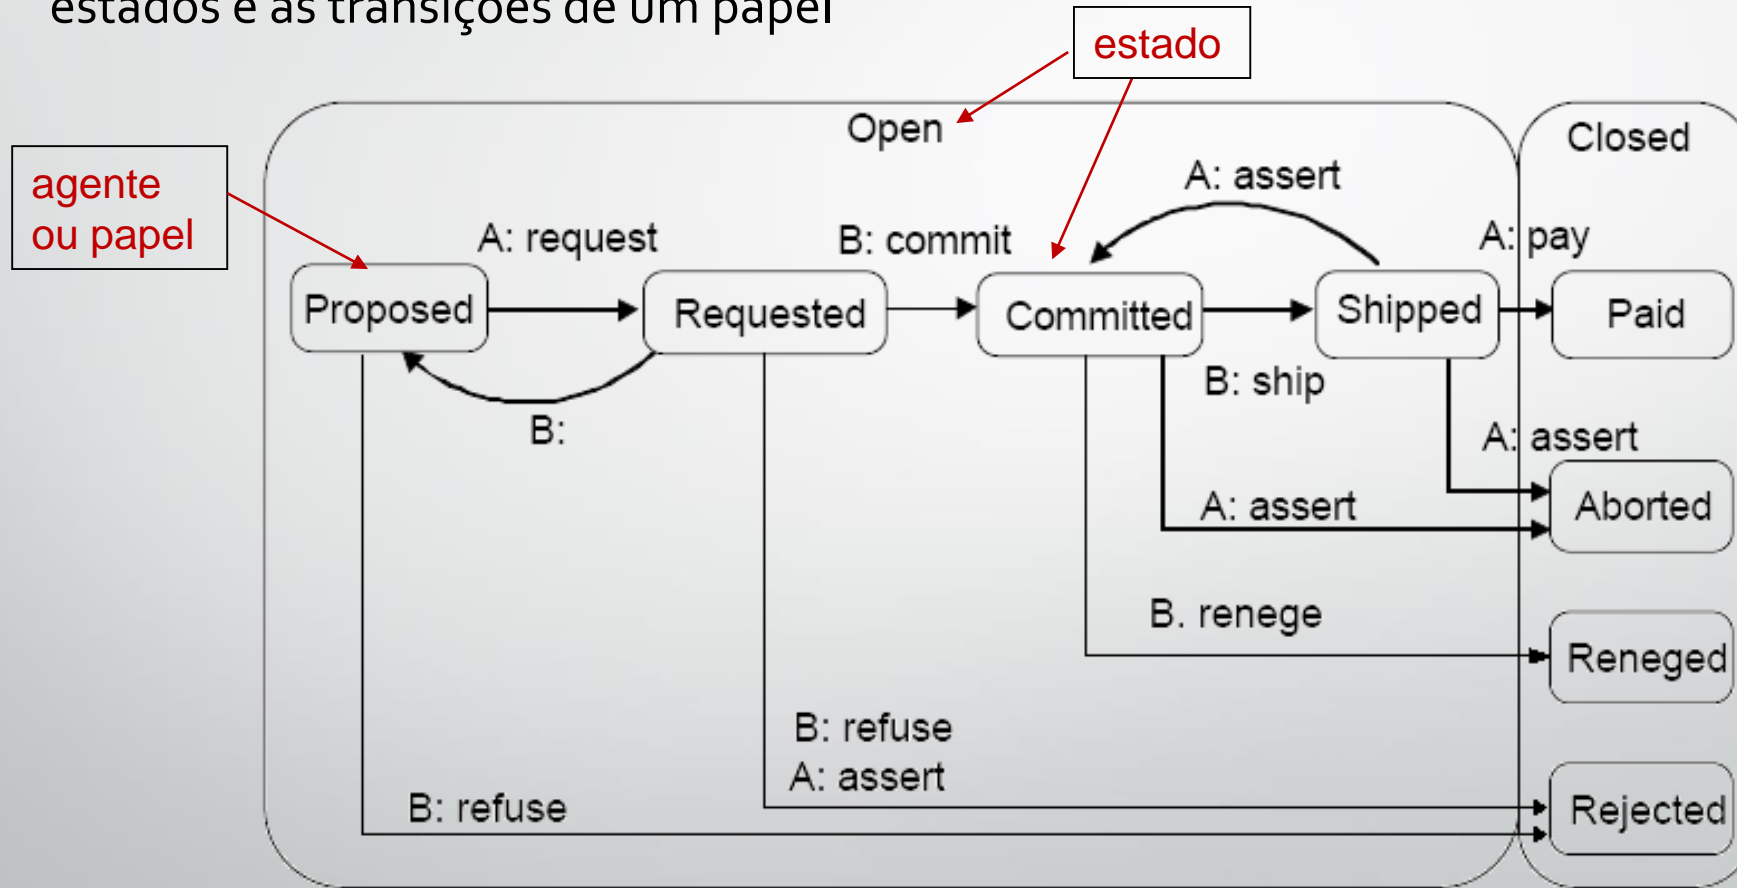 estados e as transições de um papel
estado
Open
Closed
agente
ou papel
A: assert
A: request
B: commit
A: pay
Proposed
Requested
Committed
Shipped
Paid
B: ship
B:
A: assert
A: assert
Aborted
B. renege
Reneged
B: refuse
A: assert
B: refuse
Rejected